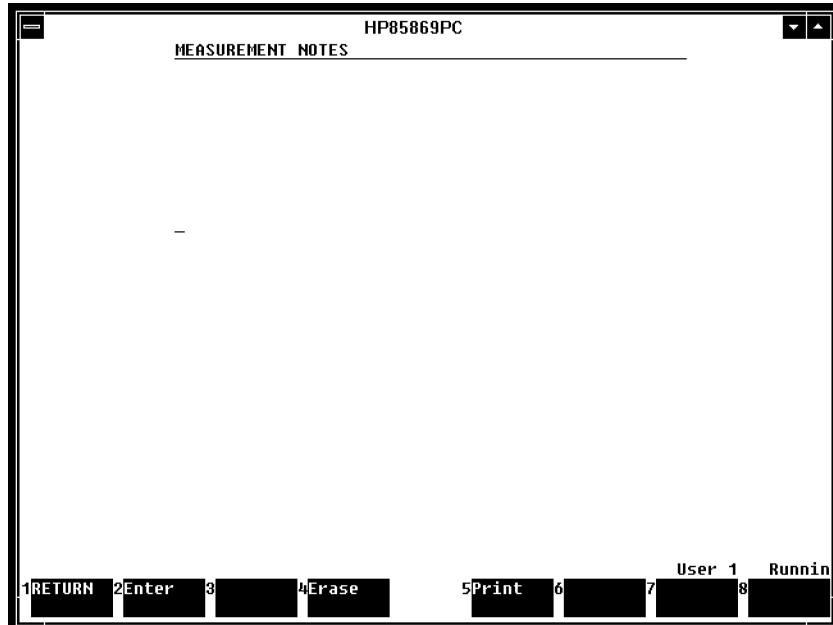 HP85869PC
MEASUREMENT NOTES
_
User 1 Runnin
1RETURN 2Enter 3 4Erase 5Print 6 7 8